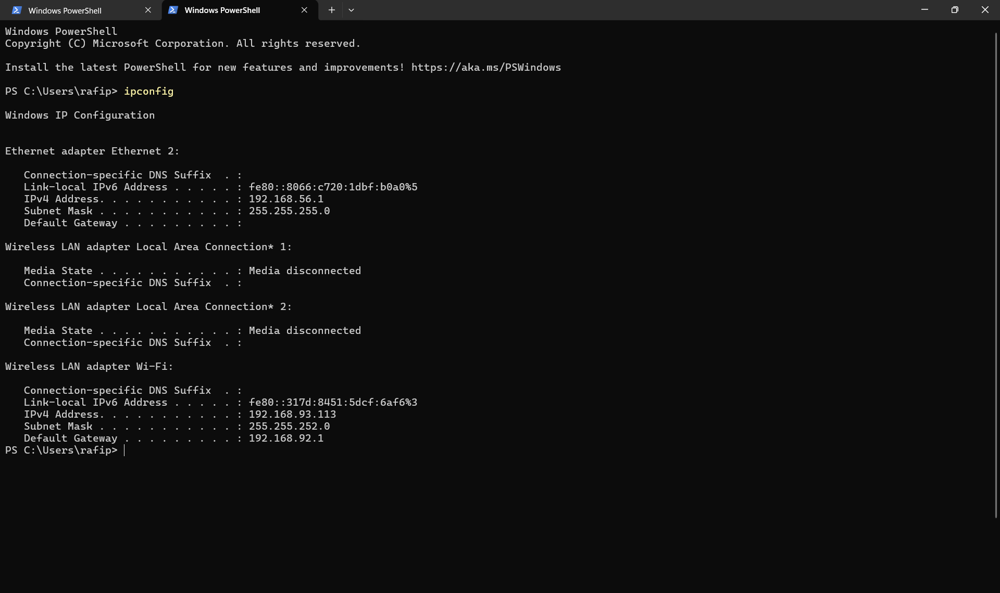 Windows PowerShell
Windows PowerShell
Windows PowerShell
Copyright (C) Microsoft Corporation. All rights reserved.
Install the latest PowerShell for new features and improvements! https://aka.ms/PSWindows
PS C:\Users\rafip> ipconfig
Windows IP Configuration
Ethernet adapter Ethernet 2:
   Connection-specific DNS Suffix  . :
   Link-local IPv6 Address . . . . . : fe80::8066:c720:1dbf:b0a0%5
   IPv4 Address. . . . . . . . . . . : 192.168.56.1
   Subnet Mask . . . . . . . . . . . : 255.255.255.0
   Default Gateway . . . . . . . . . :
Wireless LAN adapter Local Area Connection* 1:
   Media State . . . . . . . . . . . : Media disconnected
   Connection-specific DNS Suffix  . :
Wireless LAN adapter Local Area Connection* 2:
   Media State . . . . . . . . . . . : Media disconnected
   Connection-specific DNS Suffix  . :
Wireless LAN adapter Wi-Fi:
   Connection-specific DNS Suffix  . :
   Link-local IPv6 Address . . . . . : fe80::317d:8451:5dcf:6af6%3
   IPv4 Address. . . . . . . . . . . : 192.168.93.113
   Subnet Mask . . . . . . . . . . . : 255.255.252.0
   Default Gateway . . . . . . . . . : 192.168.92.1
PS C:\Users\rafip>